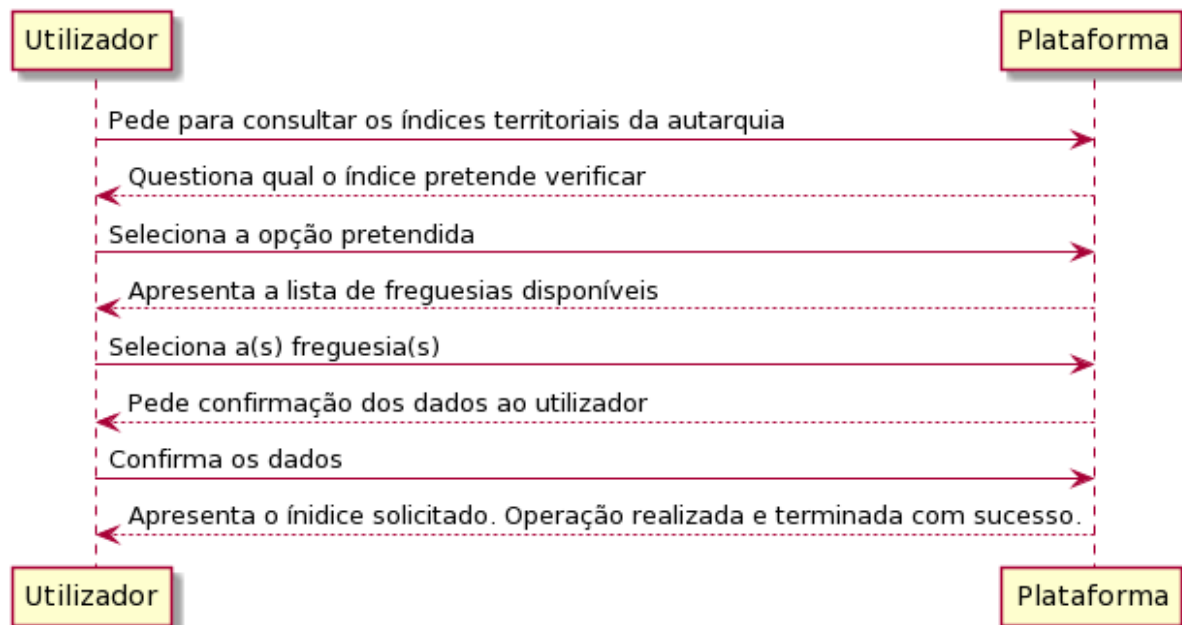 Utilizador
Plataforma
Pede para consultar os índices territoriais da autarquia
Questiona qual o índice pretende verificar
Seleciona a opção pretendida
Apresenta a lista de freguesias disponíveis
Seleciona a(s) freguesia(s)
Pede confirmação dos dados ao utilizador
Confirma os dados
Apresenta o ínidice solicitado. Operação realizada e terminada com sucesso.
Utilizador
Plataforma